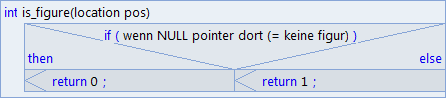 int is_figure(location pos)
if ( wenn NULL pointer dort (= keine figur) )
then else
return 0 ; return 1 ;